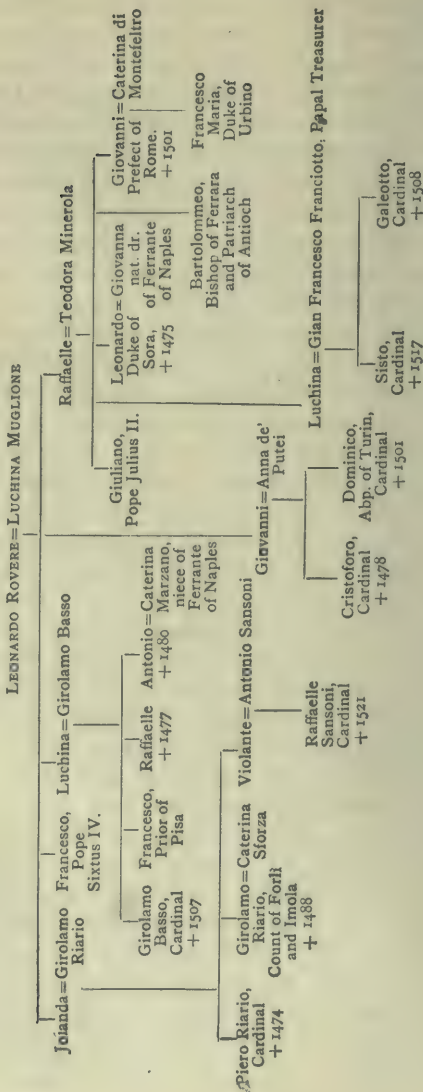 LEONARDO ROVERE=LUCHINA MUGLIONE
Joianda=Girolamo
Riario
Francesco,
Pope
Sixtus IV.
Luchina=Girolamo Basso
Raffaelle=Teodora Minerola
Girolamo
Basso,
Cardinal
+1507
Francesco,
Prior of
Pisa
Raffaelle
+1477
Antonio=Caterina
+1480
Marzano,
niece of
Ferrante
of Naples
Giuliano,
Pope Julius II.
Leonardo=Giovanna
Duke of
Sora,
+1475
nat. dr.
of Ferrante
of Naples
Bartolommeo,
Bishop of Ferrara
and Patriarch
of Antioch
Giovanni=Caterina di
Prefect of
Rome.
+1501
Montefeltro
Francesco
Maria,
Duke of
Urbino
Piero Riario,
Cardinal
+1474
Girolamo=Caterina
Riario,
Count of Forlì
and Imola
+1488
Sforza
Violante=Antonio Sansoni
Raffaelle
Sansoni,
Cardinal
+1521
Giovanni=Anna de'
Putei
Cristoforo,
Cardinal
+1478
Dominico,
Abp. of Turin,
Cardinal
+1501
Luchina=Gian Francesco Franciotto, Papal Treasurer
Sisto,
Cardinal
+1517
Galeotto,
Cardinal
+1508